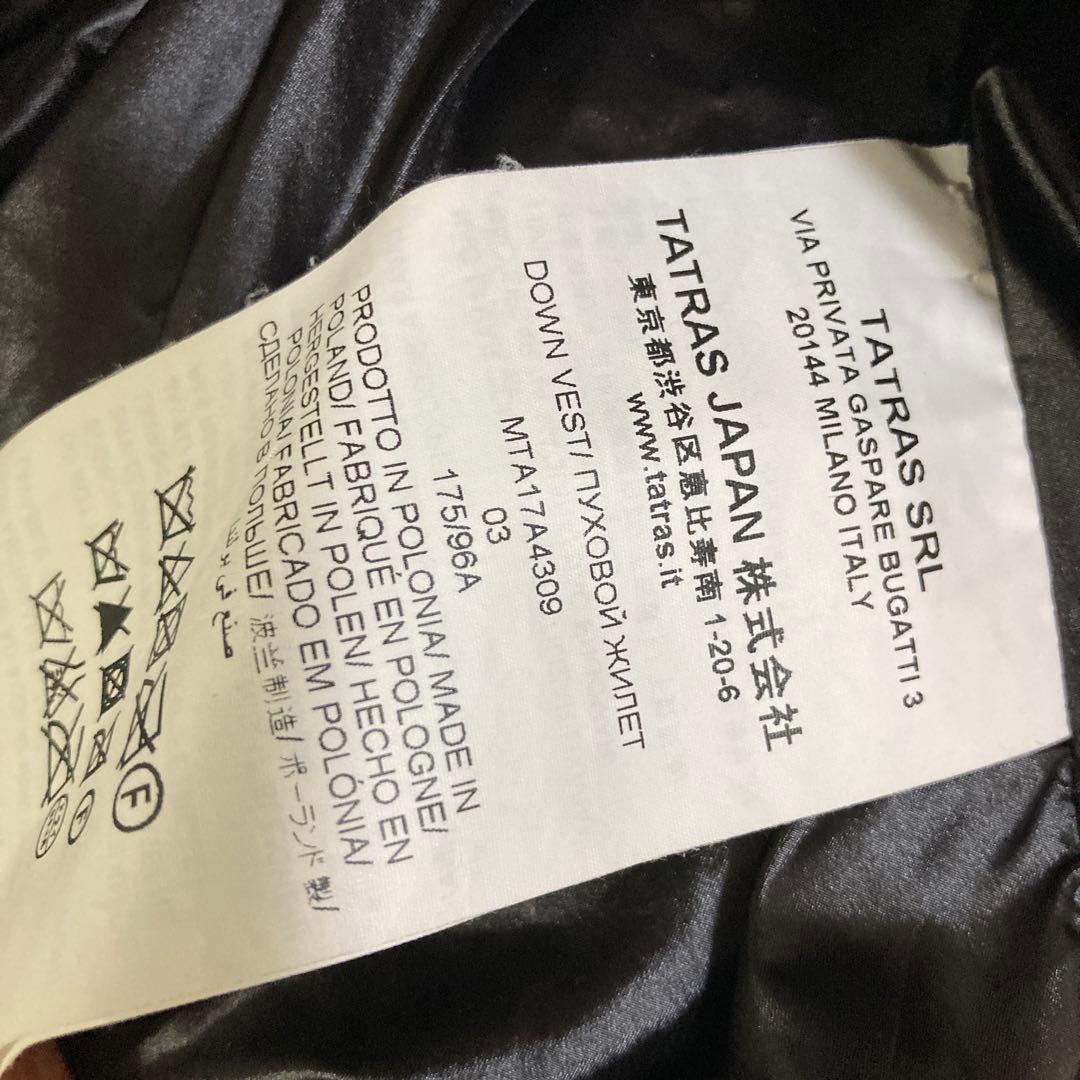 TATRAS SRL
VIA PRIVATA GASPARE BUGATTI 3
20144 MILANO ITALY
TATRAS JAPAN 株式会社
東京都渋谷区恵比寿南 1-20-6
www.tatras.it
DOWN VEST/ ПУХОВОЙ ЖИЛЕТ
MTA17A4309
03
175/96A
PRODOTTO IN POLONIA/ MADE IN
POLAND/ FABRIQUÉ EN POLOGNE/
HERGESTELLT IN POLEN/ HECHO EN
POLONIA/ FABRICADO EM POLÓNIA/
СДЕЛАНО В ПОЛЬШЕ/ 波兰制造/ ポーランド製/
F
F